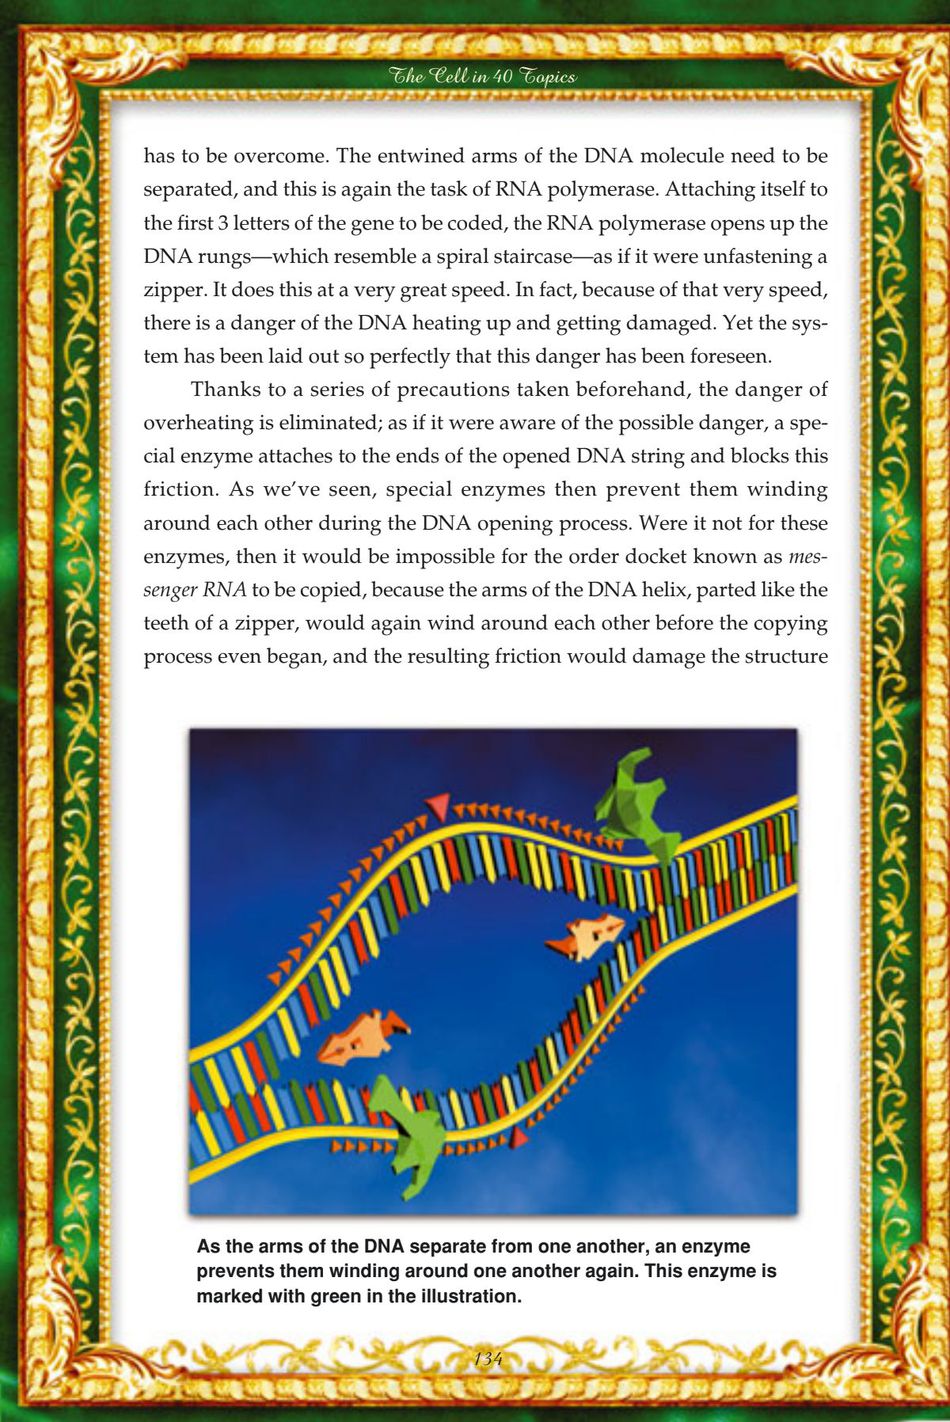 The Cell in 40 Topics
has to be overcome. The entwined arms of the DNA molecule need to be
separated, and this is again the task of RNA polymerase. Attaching itself to
the first 3 letters of the gene to be coded, the RNA polymerase opens up the
DNA rungs—which resemble a spiral staircase—as if it were unfastening a
zipper. It does this at a very great speed. In fact, because of that very speed,
there is a danger of the DNA heating up and getting damaged. Yet the sys-
tem has been laid out so perfectly that this danger has been foreseen.
Thanks to a series of precautions taken beforehand, the danger of
overheating is eliminated; as if it were aware of the possible danger, a spe-
cial enzyme attaches to the ends of the opened DNA string and blocks this
friction. As we’ve seen, special enzymes then prevent them winding
around each other during the DNA opening process. Were it not for these
enzymes, then it would be impossible for the order docket known as mes-
senger RNA to be copied, because the arms of the DNA helix, parted like the
teeth of a zipper, would again wind around each other before the copying
process even began, and the resulting friction would damage the structure
As the arms of the DNA separate from one another, an enzyme
prevents them winding around one another again. This enzyme is
marked with green in the illustration.
134